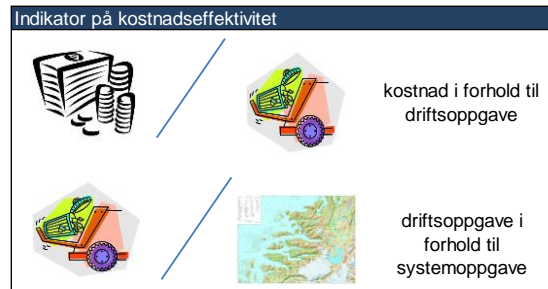 Indikator på kostnadseffektivitet
kostnad i forhold til
driftsoppgave
driftsoppgave i
forhold til
systemoppgave